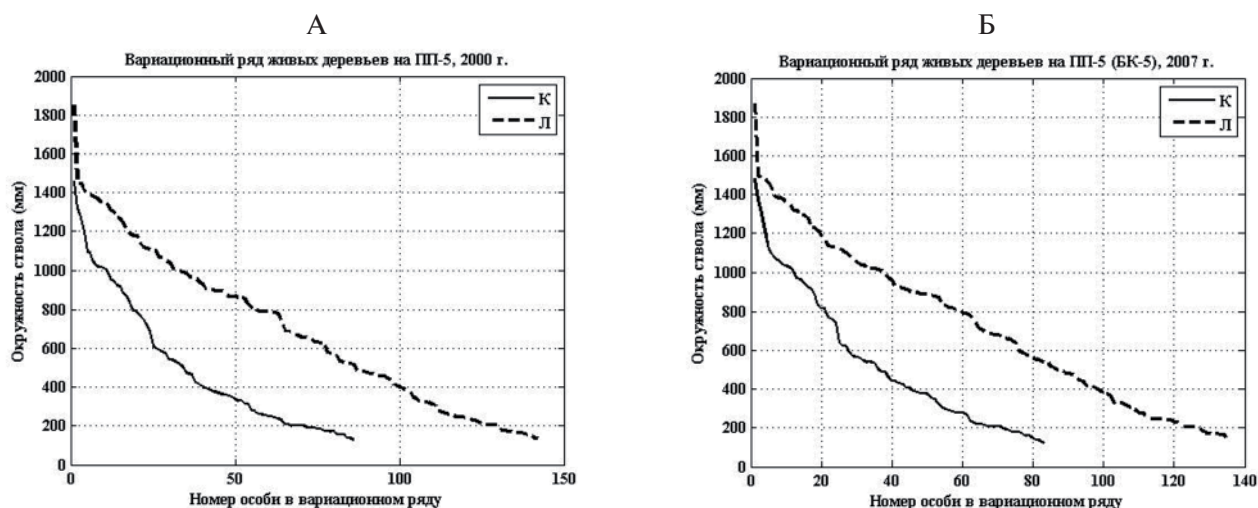 А
Вариационный ряд живых деревьев на ПП-5, 2000 г.
2000
1800
1600
1400
1200
1000
800
600
400
200
0
Окружность ствола (мм)
К
Л
0 50 100 150
Номер особи в вариационном ряду
Б
Вариационный ряд живых деревьев на ПП-5 (БК-5), 2007 г.
2000
1800
1600
1400
1200
1000
800
600
400
200
0
Окружность ствола (мм)
К
Л
0 20 40 60 80 100 120 140
Номер особи в вариационном ряду